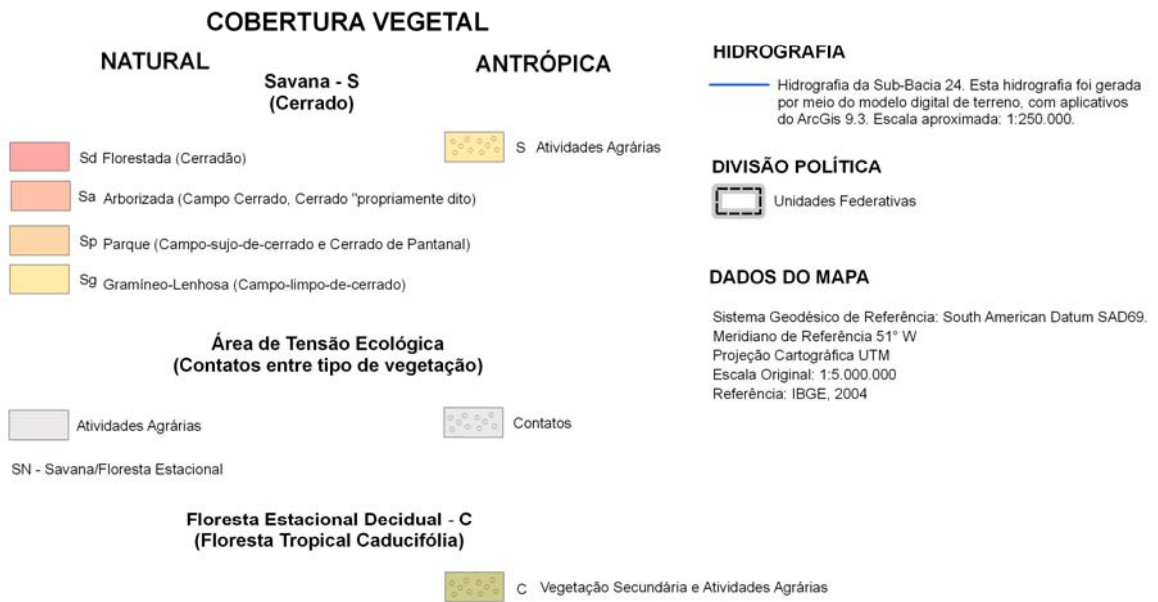 COBERTURA VEGETAL
NATURAL
ANTRÓPICA
Savana - S
(Cerrado)
Sd Florestada (Cerradão)
Sa Arborizada (Campo Cerrado, Cerrado "propriamente dito)
Sp Parque (Campo-sujo-de-cerrado e Cerrado de Pantanal)
Sg Gramíneo-Lenhosa (Campo-limpo-de-cerrado)
S Atividades Agrárias
Área de Tensão Ecológica
(Contatos entre tipo de vegetação)
Atividades Agrárias
Contatos
SN - Savana/Floresta Estacional
Floresta Estacional Decidual - C
(Floresta Tropical Caducifólia)
C Vegetação Secundária e Atividades Agrárias
HIDROGRAFIA
Hidrografia da Sub-Bacia 24. Esta hidrografia foi gerada
por meio do modelo digital de terreno, com aplicativos
do ArcGis 9.3. Escala aproximada: 1:250.000.
DIVISÃO POLÍTICA
Unidades Federativas
DADOS DO MAPA
Sistema Geodésico de Referência: South American Datum SAD69.
Meridiano de Referência 51° W
Projeção Cartográfica UTM
Escala Original: 1:5.000.000
Referência: IBGE, 2004